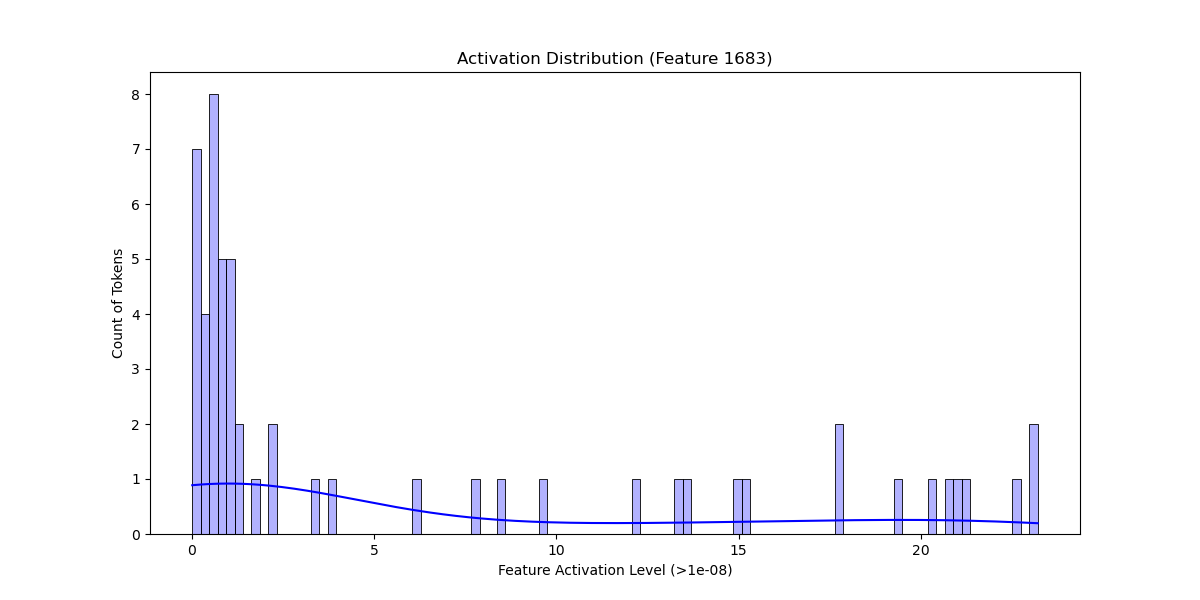 Activation Distribution (Feature 1683)
8
7
6
5
4
3
2
1
0
Count of Tokens
0 5 10 15 20
Feature Activation Level (>1e-08)